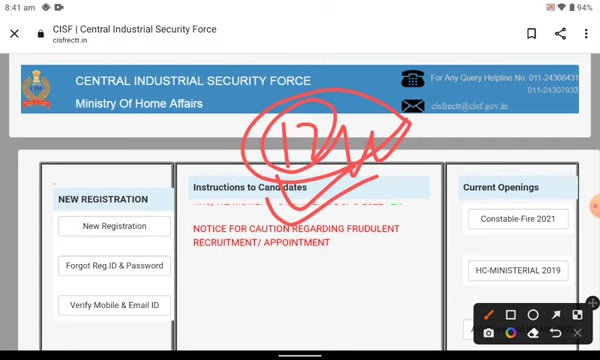 8:41 am
94%
CISF | Central Industrial Security Force
cisfrectt.in
CENTRAL INDUSTRIAL SECURITY FORCE
Ministry Of Home Affairs
For Any Query Helpline No. 011-24366431
011-24307933
cisfrectt@cisf.gov.in
NEW REGISTRATION
New Registration
Forgot Reg.ID & Password
Verify Mobile & Email ID
Instructions to Candidates
NOTICE FOR CAUTION REGARDING FRUDULENT
RECRUITMENT/ APPOINTMENT
Current Openings
Constable-Fire 2021
HC-MINISTERIAL 2019